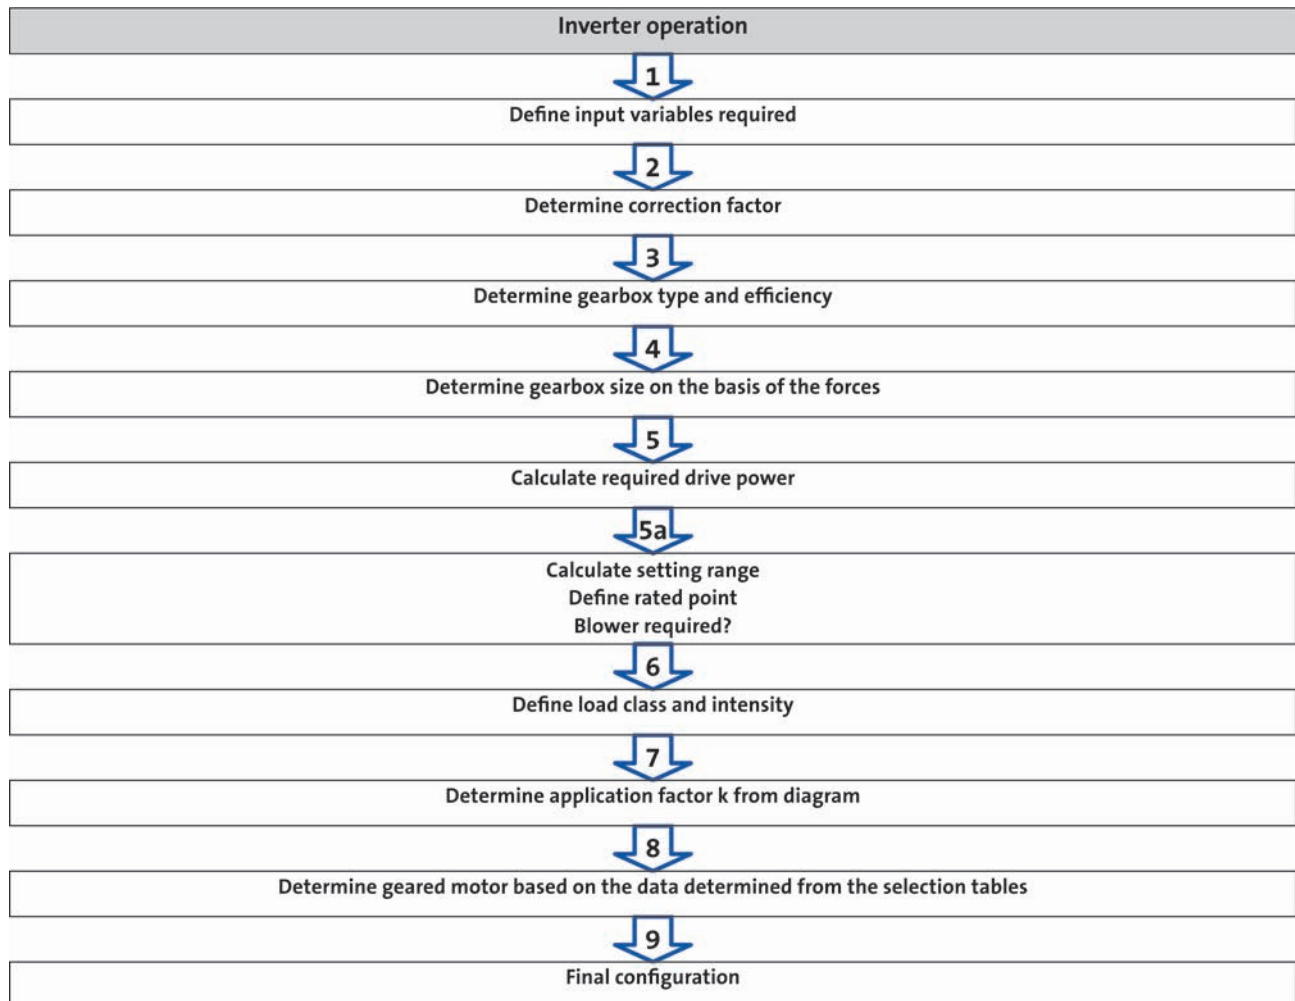 Inverter operation
1
Define input variables required
2
Determine correction factor
3
Determine gearbox type and efficiency
4
Determine gearbox size on the basis of the forces
5
Calculate required drive power
5a
Calculate setting range
Define rated point
Blower required?
6
Define load class and intensity
7
Determine application factor k from diagram
8
Determine geared motor based on the data determined from the selection tables
9
Final configuration